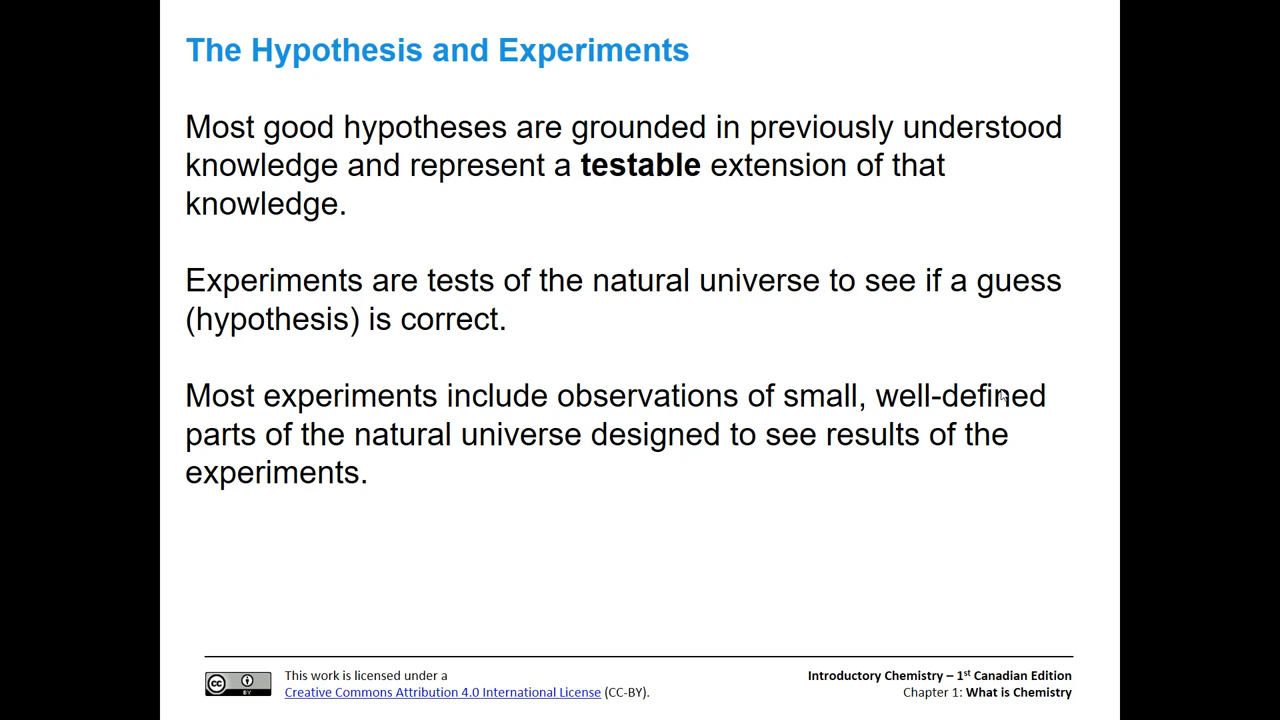 The Hypothesis and Experiments
Most good hypotheses are grounded in previously understood
knowledge and represent a testable extension of that
knowledge.
Experiments are tests of the natural universe to see if a guess
(hypothesis) is correct.
Most experiments include observations of small, well-defined
parts of the natural universe designed to see results of the
experiments.
cc BY
This work is licensed under a
Creative Commons Attribution 4.0 International License (CC-BY).
Introductory Chemistry – 1st Canadian Edition
Chapter 1: What is Chemistry